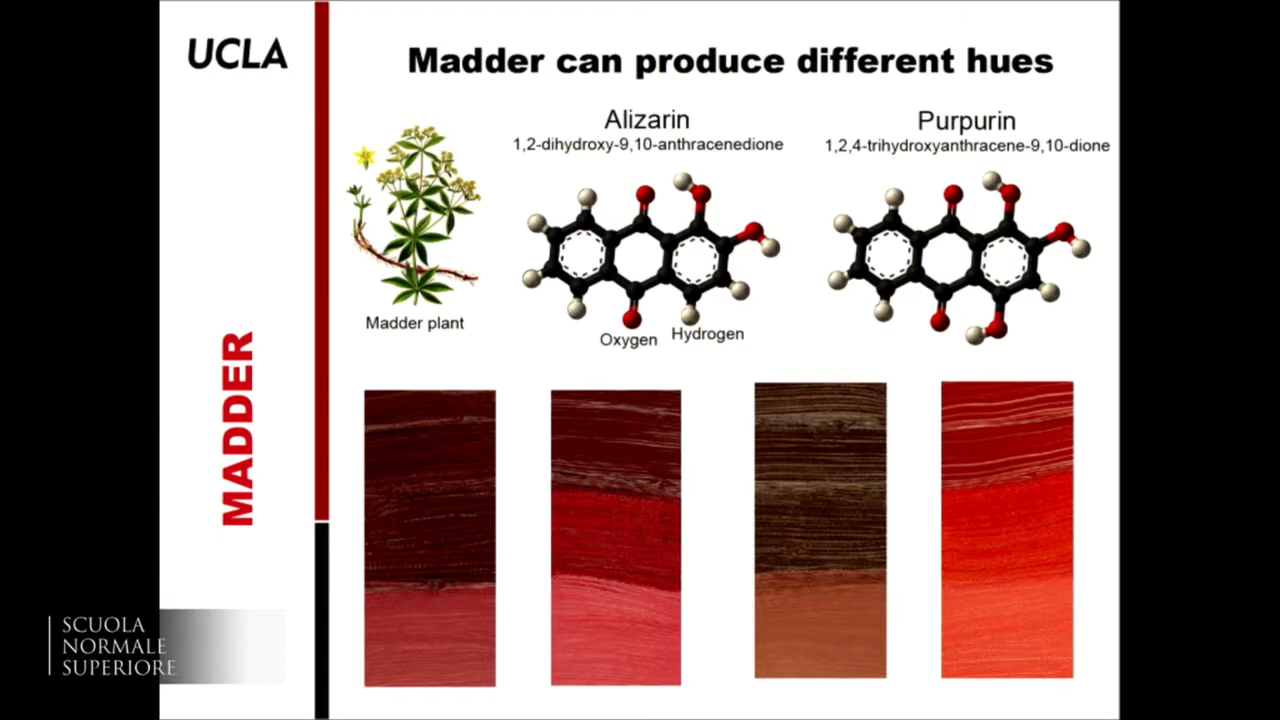 UCLA
Madder can produce different hues
Alizarin
1,2-dihydroxy-9,10-anthracenedione
Purpurin
1,2,4-trihydroxyanthracene-9,10-dione
Madder plant
Oxygen
Hydrogen
MADDER
SCUOLA
NORMALE
SUPERIORE